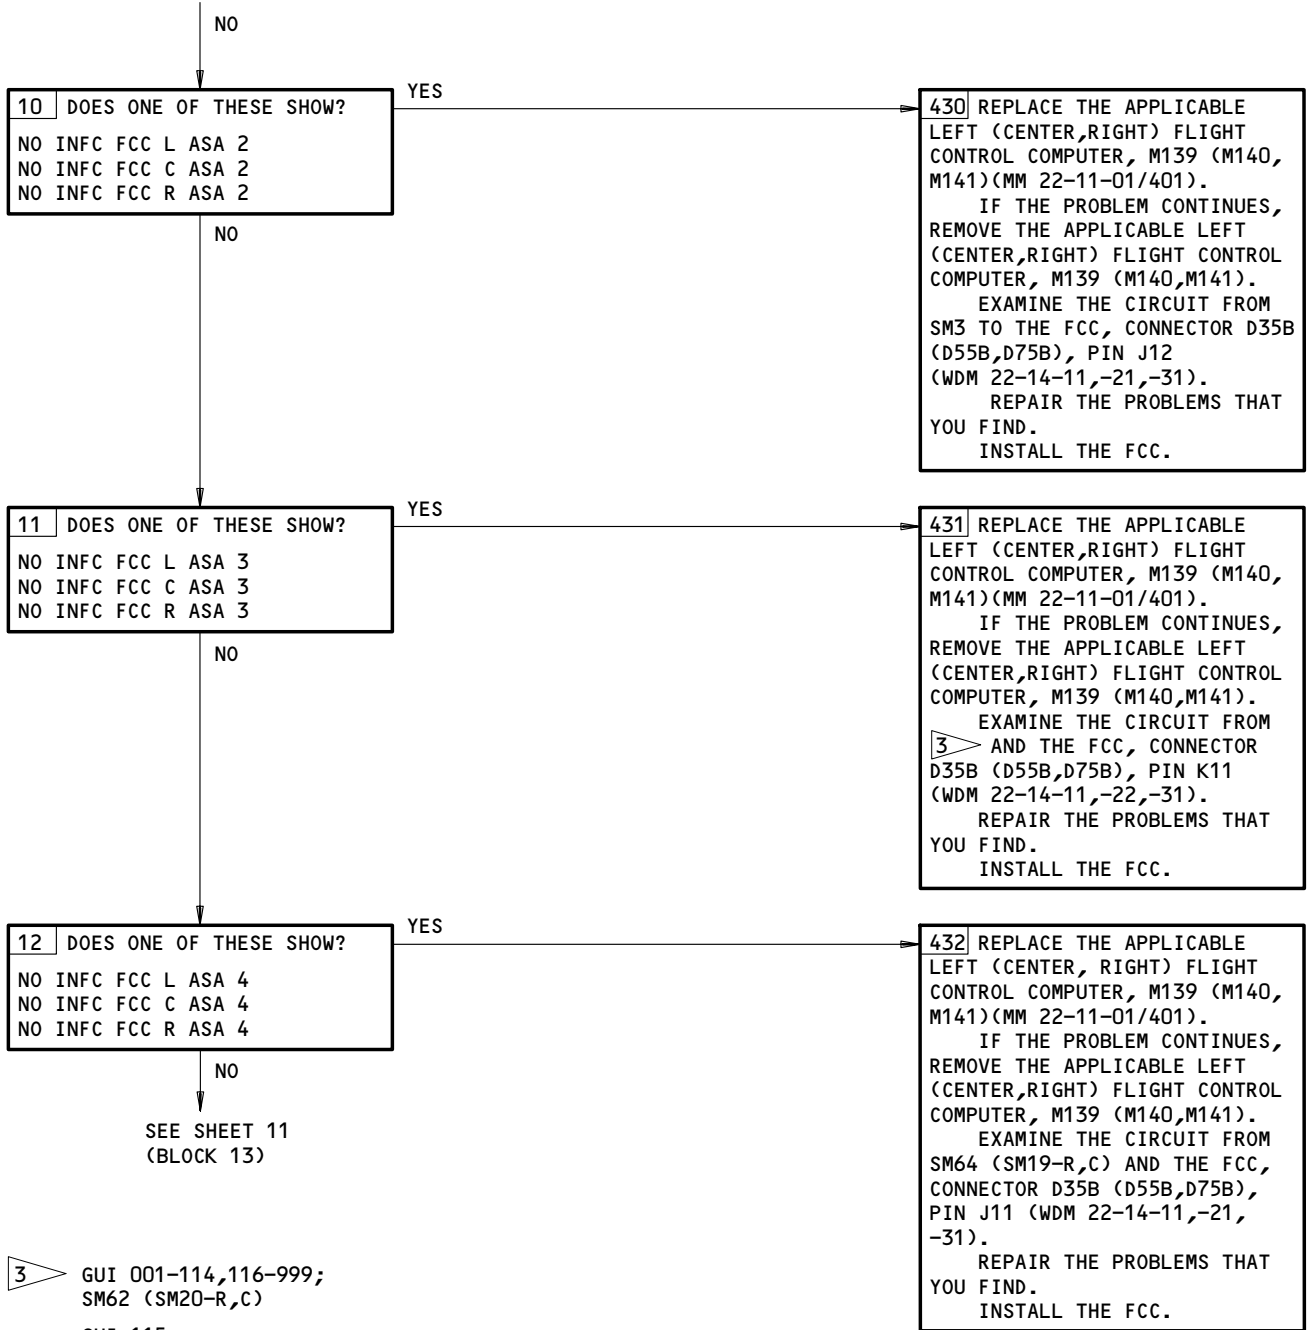 NO
10 DOES ONE OF THESE SHOW?
NO INFC FCC L ASA 2
NO INFC FCC C ASA 2
NO INFC FCC R ASA 2
YES
430 REPLACE THE APPLICABLE
LEFT (CENTER,RIGHT) FLIGHT
CONTROL COMPUTER, M139 (M140,
M141)(MM 22-11-01/401).
IF THE PROBLEM CONTINUES,
REMOVE THE APPLICABLE LEFT
(CENTER,RIGHT) FLIGHT CONTROL
COMPUTER, M139 (M140,M141).
EXAMINE THE CIRCUIT FROM
SM3 TO THE FCC, CONNECTOR D35B
(D55B,D75B), PIN J12
(WDM 22-14-11,-21,-31).
REPAIR THE PROBLEMS THAT
YOU FIND.
INSTALL THE FCC.
NO
11 DOES ONE OF THESE SHOW?
NO INFC FCC L ASA 3
NO INFC FCC C ASA 3
NO INFC FCC R ASA 3
YES
431 REPLACE THE APPLICABLE
LEFT (CENTER,RIGHT) FLIGHT
CONTROL COMPUTER, M139 (M140,
M141)(MM 22-11-01/401).
IF THE PROBLEM CONTINUES,
REMOVE THE APPLICABLE LEFT
(CENTER,RIGHT) FLIGHT CONTROL
COMPUTER, M139 (M140,M141).
EXAMINE THE CIRCUIT FROM
3 AND THE FCC, CONNECTOR
D35B (D55B,D75B), PIN K11
(WDM 22-14-11,-22,-31).
REPAIR THE PROBLEMS THAT
YOU FIND.
INSTALL THE FCC.
NO
12 DOES ONE OF THESE SHOW?
NO INFC FCC L ASA 4
NO INFC FCC C ASA 4
NO INFC FCC R ASA 4
YES
432 REPLACE THE APPLICABLE
LEFT (CENTER, RIGHT) FLIGHT
CONTROL COMPUTER, M139 (M140,
M141)(MM 22-11-01/401).
IF THE PROBLEM CONTINUES,
REMOVE THE APPLICABLE LEFT
(CENTER,RIGHT) FLIGHT CONTROL
COMPUTER, M139 (M140,M141).
EXAMINE THE CIRCUIT FROM
SM64 (SM19-R,C) AND THE FCC,
CONNECTOR D35B (D55B,D75B),
PIN J11 (WDM 22-14-11,-21,
-31).
REPAIR THE PROBLEMS THAT
YOU FIND.
INSTALL THE FCC.
NO
SEE SHEET 11
(BLOCK 13)
3 GUI 001-114,116-999;
SM62 (SM20-R,C)